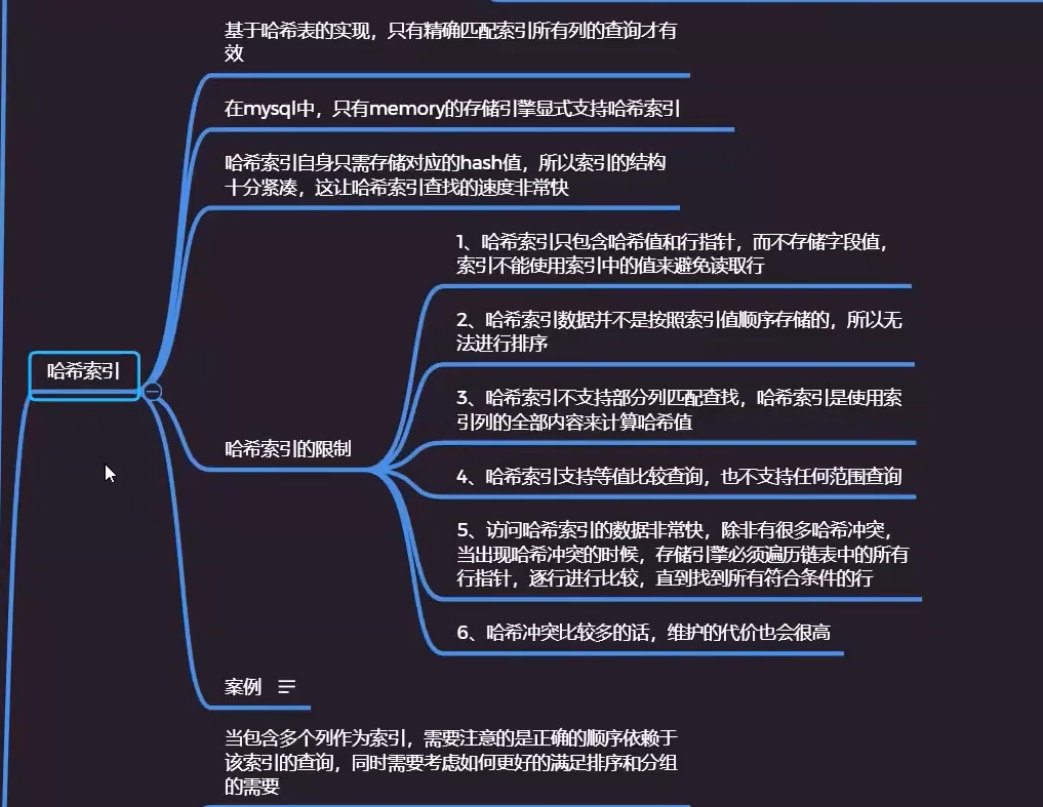 基于哈希表的实现，只有精确匹配索引所有列的查询才有
效
在mysql中，只有memory的存储引擎显式支持哈希索引
哈希索引自身只需存储对应的hash值，所以索引的结构
十分紧凑，这让哈希索引查找的速度非常快
哈希索引
哈希索引的限制
1、哈希索引只包含哈希值和行指针，而不存储字段值，
索引不能使用索引中的值来避免读取行
2、哈希索引数据并不是按照索引值顺序存储的，所以无
法进行排序
3、哈希索引不支持部分列匹配查找，哈希索引是使用索
引列的全部内容来计算哈希值
4、哈希索引支持等值比较查询，也不支持任何范围查询
5、访问哈希索引的数据非常快，除非有很多哈希冲突，
当出现哈希冲突的时候，存储引擎必须遍历链表中的所有
行指针，逐行进行比较，直到找到所有符合条件的行
6、哈希冲突比较多的话，维护的代价也会很高
案例
当包含多个列作为索引，需要注意的是正确的顺序依赖于
该索引的查询，同时需要考虑如何更好的满足排序和分组
的需要